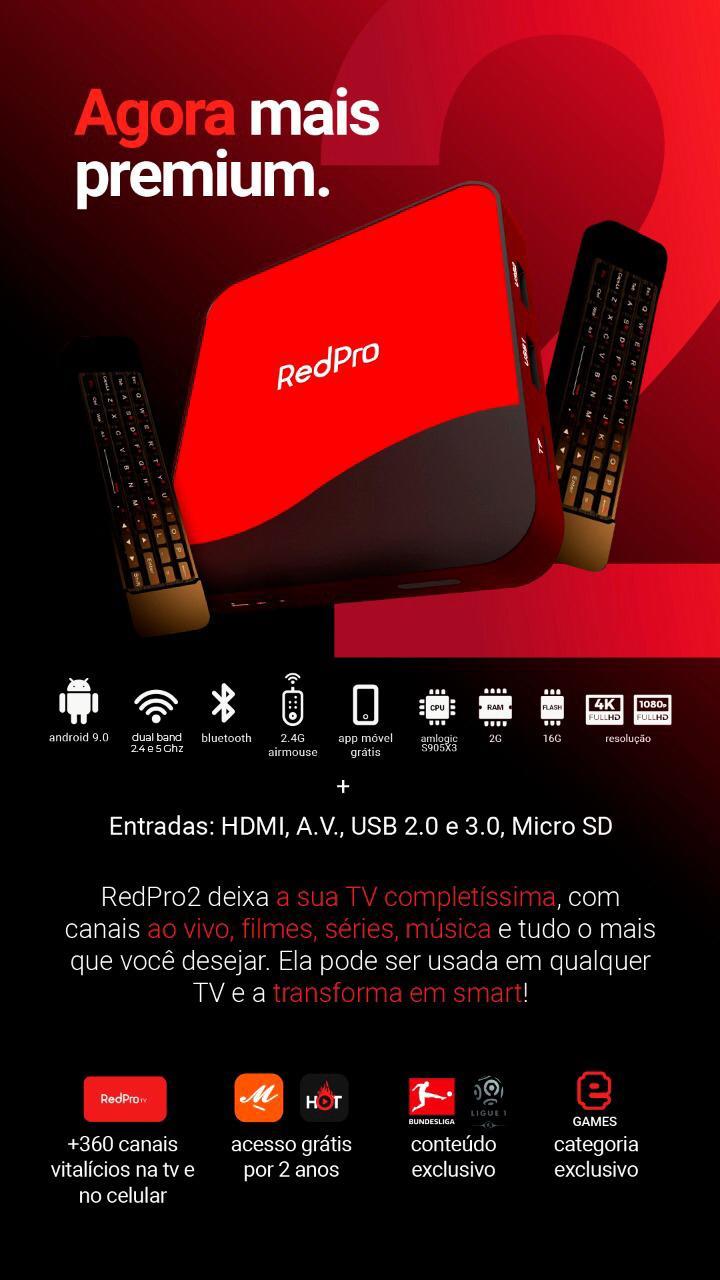 Agora mais
premium.
RedPro
android 9.0
dual band
2.4 e 5 Ghz
bluetooth
2.4G
airmouse
app móvel
grátis
CPU
amlogic
S905X3
RAM
2G
FLASH
16G
4K
FULLHD
1080p
FULLHD
resolução
+
Entradas: HDMI, A.V., USB 2.0 e 3.0, Micro SD
RedPro2 deixa a sua TV completíssima, com
canais ao vivo, filmes, séries, música e tudo o mais
que você desejar. Ela pode ser usada em qualquer
TV e a transforma em smart!
RedPro TV
+360 canais
vitalícios na tv e
no celular
M
HOT
acesso grátis
por 2 anos
BUNDESLIGA
LIGUE 1
conteúdo
exclusivo
e
GAMES
categoria
exclusivo